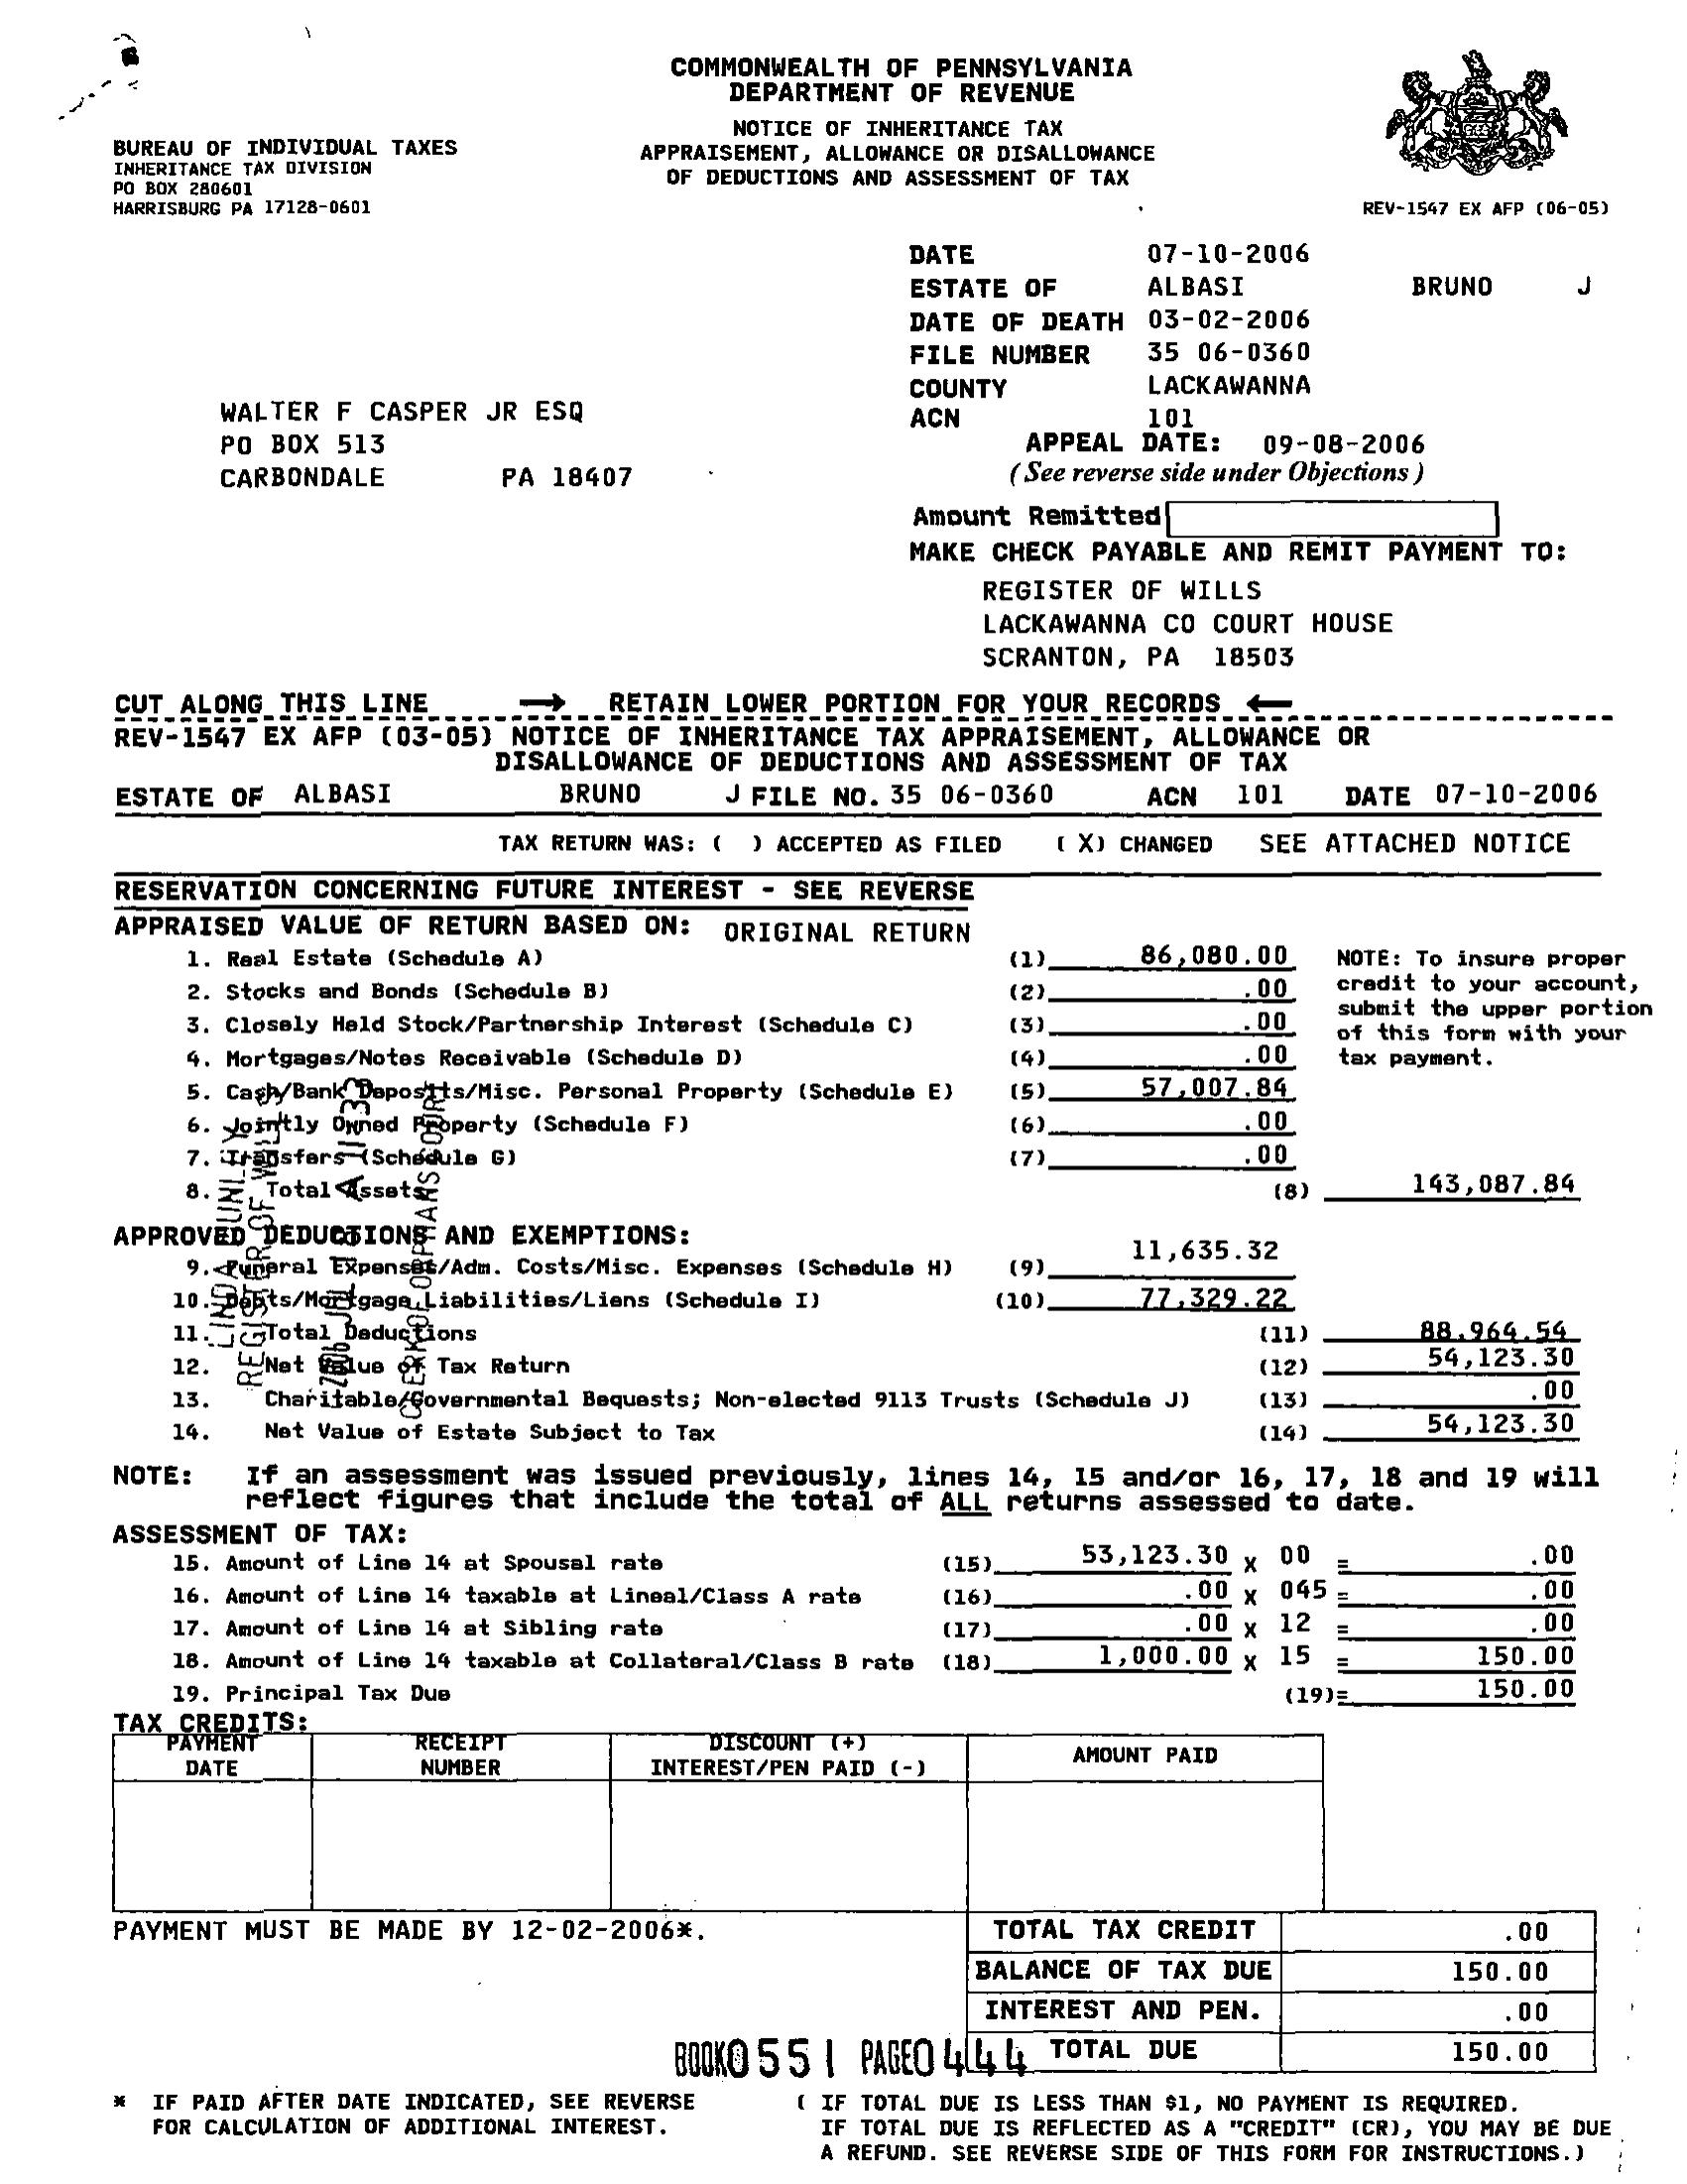 COMMONWEALTH OF PENNSYLVANIA
DEPARTMENT OF REVENUE
NOTICE OF INHERITANCE TAX
APPRAISEMENT, ALLOWANCE OR DISALLOWANCE
OF DEDUCTIONS AND ASSESSMENT OF TAX
BUREAU OF INDIVIDUAL TAXES
INHERITANCE TAX DIVISION
PO BOX 280601
HARRISBURG PA 17128-0601
REV-1547 EX AFP (06-05)
DATE 07-10-2006
ESTATE OF ALBASI BRUNO J
DATE OF DEATH 03-02-2006
FILE NUMBER 35 06-0360
COUNTY LACKAWANNA
ACN 101
WALTER F CASPER JR ESQ
PO BOX 513
CARBONDALE PA 18407
APPEAL DATE: 09-08-2006
(See reverse side under Objections)
Amount Remitted
MAKE CHECK PAYABLE AND REMIT PAYMENT TO:
REGISTER OF WILLS
LACKAWANNA CO COURT HOUSE
SCRANTON, PA 18503
CUT ALONG THIS LINE → RETAIN LOWER PORTION FOR YOUR RECORDS ←
REV-1547 EX AFP (03-05) NOTICE OF INHERITANCE TAX APPRAISEMENT, ALLOWANCE OR
DISALLOWANCE OF DEDUCTIONS AND ASSESSMENT OF TAX
ESTATE OF ALBASI BRUNO J FILE NO. 35 06-0360 ACN 101 DATE 07-10-2006
TAX RETURN WAS: ( ) ACCEPTED AS FILED ( X) CHANGED SEE ATTACHED NOTICE
RESERVATION CONCERNING FUTURE INTEREST - SEE REVERSE
APPRAISED VALUE OF RETURN BASED ON: ORIGINAL RETURN
1. Real Estate (Schedule A) (1) 86,080.00
2. Stocks and Bonds (Schedule B) (2) .00
3. Closely Held Stock/Partnership Interest (Schedule C) (3) .00
4. Mortgages/Notes Receivable (Schedule D) (4) .00
5. Cash/Bank Deposits/Misc. Personal Property (Schedule E) (5) 57,007.84
6. Jointly Owned Property (Schedule F) (6) .00
7. Transfers (Schedule G) (7) .00
8. Total Assets (8) 143,087.84
NOTE: To insure proper
credit to your account,
submit the upper portion
of this form with your
tax payment.
APPROVED DEDUCTIONS AND EXEMPTIONS:
9. Funeral Expenses/Adm. Costs/Misc. Expenses (Schedule H) (9) 11,635.32
10. Debts/Mortgage Liabilities/Liens (Schedule I) (10) 77,329.22
11. Total Deductions (11) 88,964.54
12. Net Value of Tax Return (12) 54,123.30
13. Charitable/Governmental Bequests; Non-elected 9113 Trusts (Schedule J) (13) .00
14. Net Value of Estate Subject to Tax (14) 54,123.30
REGISTER OF WILLS
CLERK OF ORPHANS COURT
NOTE: If an assessment was issued previously, lines 14, 15 and/or 16, 17, 18 and 19 will
reflect figures that include the total of ALL returns assessed to date.
ASSESSMENT OF TAX:
15. Amount of Line 14 at Spousal rate (15) 53,123.30 X 00 = .00
16. Amount of Line 14 taxable at Lineal/Class A rate (16) .00 X 045 = .00
17. Amount of Line 14 at Sibling rate (17) .00 X 12 = .00
18. Amount of Line 14 taxable at Collateral/Class B rate (18) 1,000.00 X 15 = 150.00
19. Principal Tax Due (19)= 150.00
TAX CREDITS:
PAYMENT DATE RECEIPT NUMBER DISCOUNT (+) INTEREST/PEN PAID (-) AMOUNT PAID
PAYMENT MUST BE MADE BY 12-02-2006*.
TOTAL TAX CREDIT .00
BALANCE OF TAX DUE 150.00
INTEREST AND PEN. .00
TOTAL DUE 150.00
BOOK0551 PAGE0444
* IF PAID AFTER DATE INDICATED, SEE REVERSE
FOR CALCULATION OF ADDITIONAL INTEREST.
( IF TOTAL DUE IS LESS THAN $1, NO PAYMENT IS REQUIRED.
IF TOTAL DUE IS REFLECTED AS A "CREDIT" (CR), YOU MAY BE DUE
A REFUND. SEE REVERSE SIDE OF THIS FORM FOR INSTRUCTIONS.)